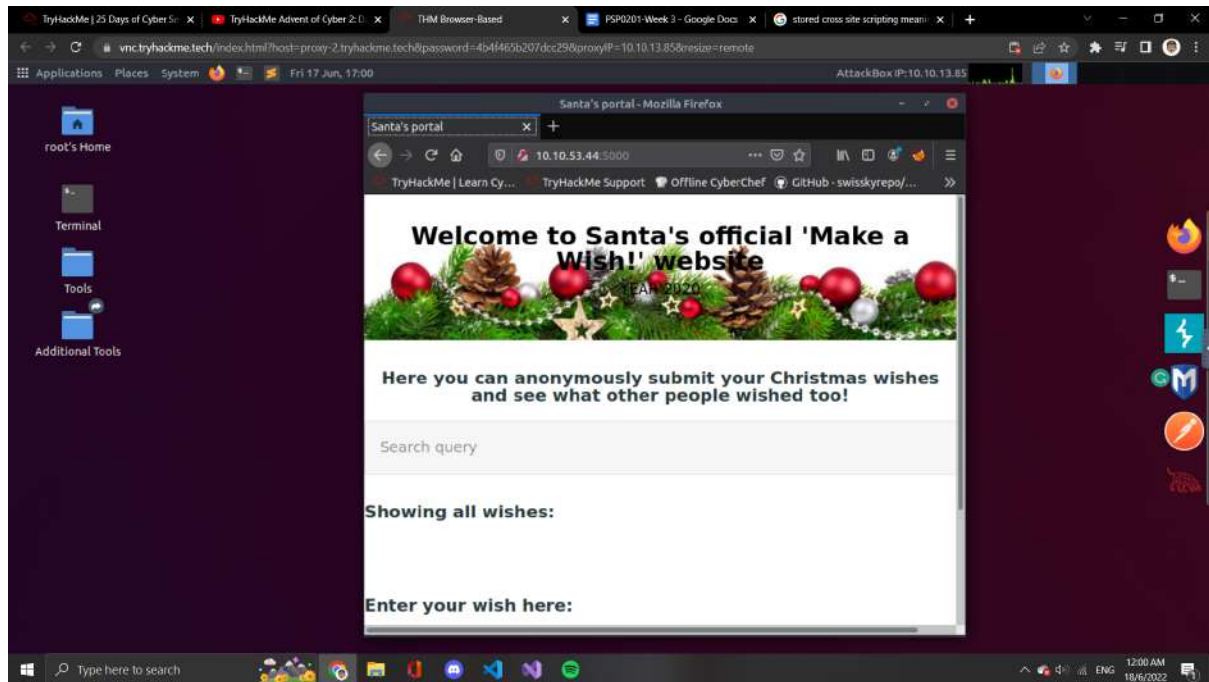 TryHackMe | 25 Days of Cyber Se
TryHackMe Advent of Cyber 2: D
THM Browser-Based
PSP0201-Week 3 - Google Docs
stored cross site scripting meani
vnc.tryhackme.tech/index.html?host=proxy-2.tryhackme.tech&password=4b4f465b207dcc29&proxyIP=10.10.13.85&resize=remote
Applications Places System Fri 17 Jun, 17:00 AttackBox IP:10.10.13.85
root's Home
Terminal
Tools
Additional Tools
Santa's portal - Mozilla Firefox
Santa's portal
10.10.53.44:5000
TryHackMe | Learn Cy... TryHackMe Support Offline CyberChef GitHub - swisskyrepo/...
Welcome to Santa's official 'Make a
Wish!' website
YEAR 2020
Here you can anonymously submit your Christmas wishes
and see what other people wished too!
Search query
Showing all wishes:
Enter your wish here:
Type here to search
ENG
12:00 AM
18/6/2022